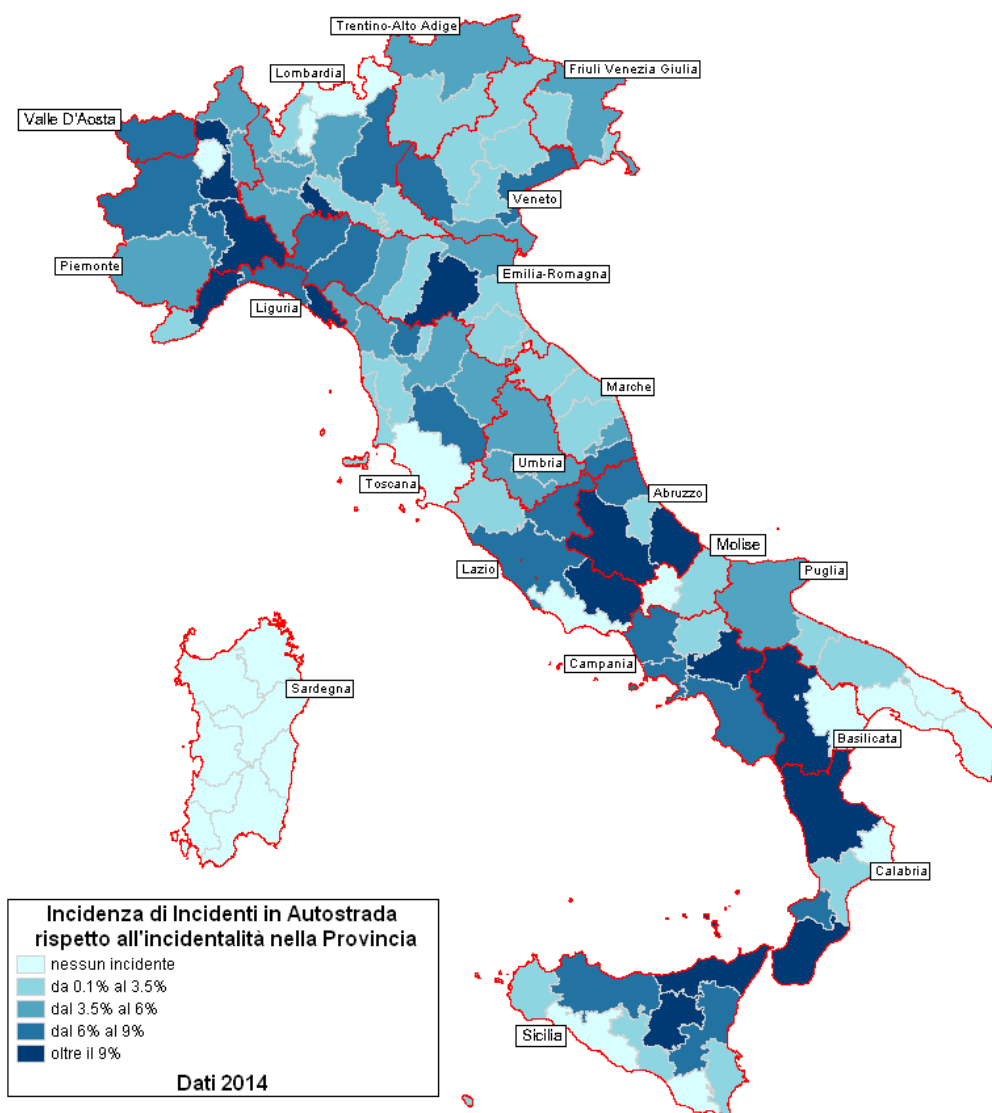 Trentino-Alto Adige
Lombardia
Friuli Venezia Giulia
Valle D'Aosta
Veneto
Piemonte
Emilia-Romagna
Liguria
Marche
Umbria
Toscana
Abruzzo
Molise
Lazio
Puglia
Campania
Sardegna
Basilicata
Calabria
Incidenza di Incidenti in Autostrada
rispetto all'incidentalità nella Provincia
nessun incidente
da 0.1% al 3.5%
dal 3.5% al 6%
dal 6% al 9%
oltre il 9%
Dati 2014
Sicilia